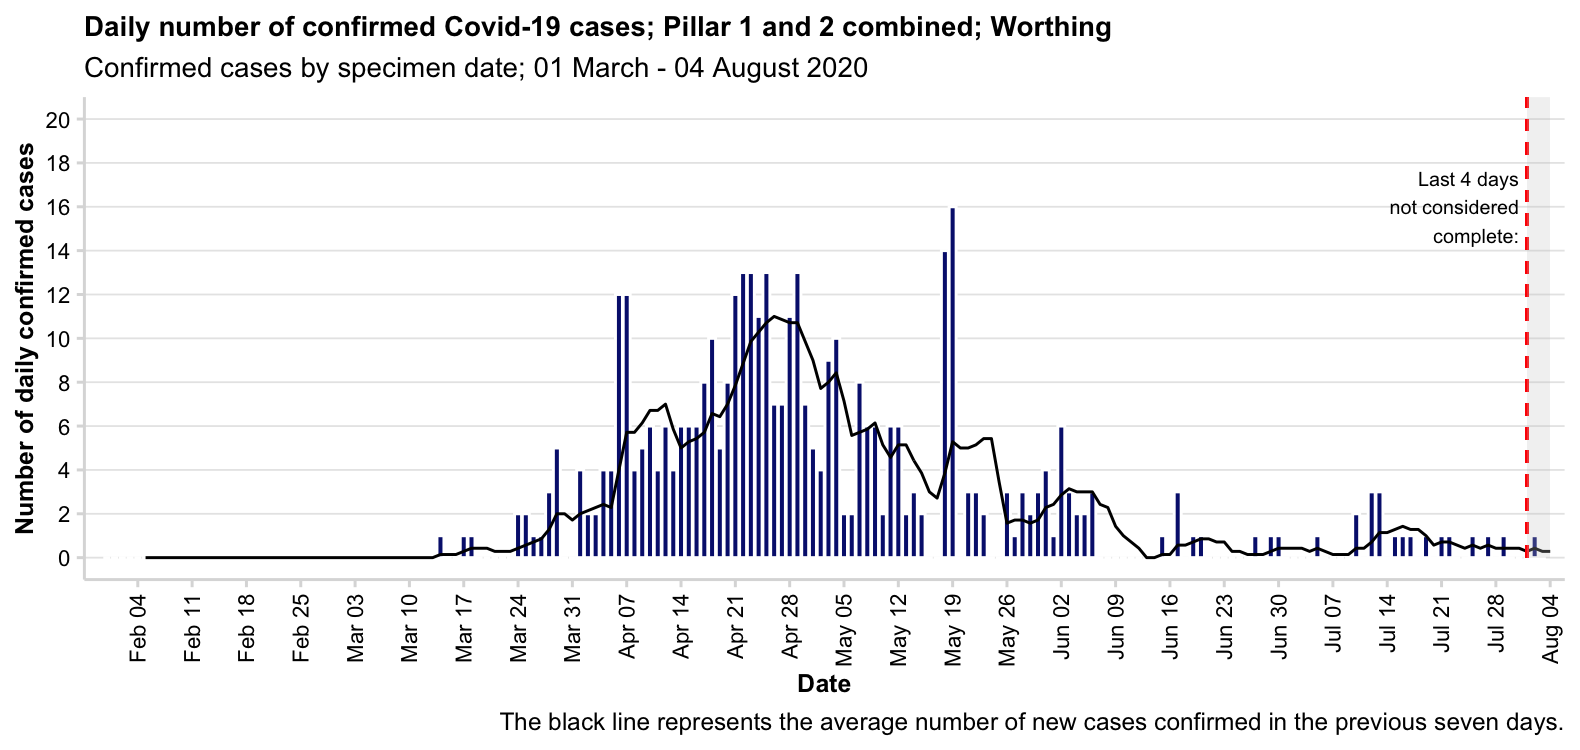 Daily number of confirmed Covid-19 cases; Pillar 1 and 2 combined; Worthing
Confirmed cases by specimen date; 01 March - 04 August 2020
Number of daily confirmed cases
20
18
16
14
12
10
8
6
4
2
0
Last 4 days
not considered
complete:
Feb 04
Feb 11
Feb 18
Feb 25
Mar 03
Mar 10
Mar 17
Mar 24
Mar 31
Apr 07
Apr 14
Apr 21
Apr 28
May 05
May 12
May 19
May 26
Jun 02
Jun 09
Jun 16
Jun 23
Jun 30
Jul 07
Jul 14
Jul 21
Jul 28
Aug 04
Date
The black line represents the average number of new cases confirmed in the previous seven days.